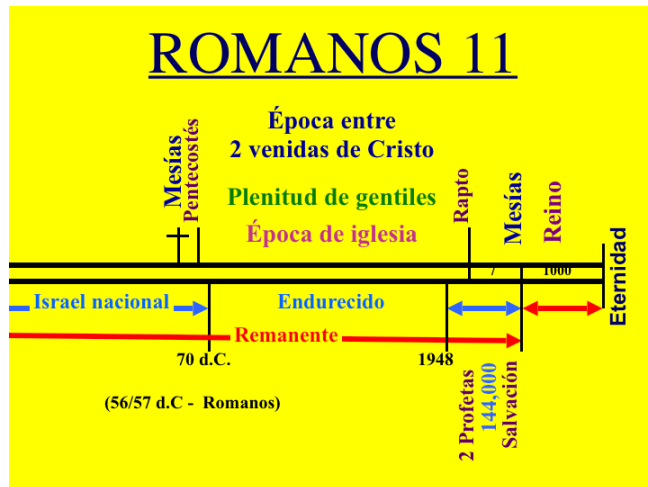 ROMANOS 11
Época entre
2 venidas de Cristo
Mesías
Pentecostés
Plenitud de gentiles
Época de iglesia
Rapto
Mesías
Reino
Eternidad
7
1000
Israel nacional
Endurecido
Remanente
70 d.C.
1948
(56/57 d.C - Romanos)
2 Profetas
144,000
Salvación